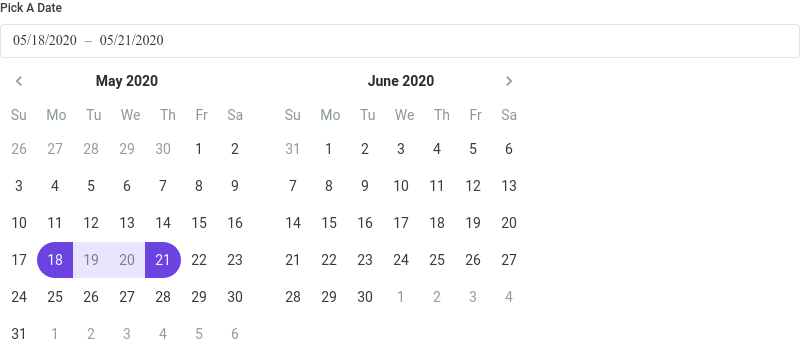 Pick A Date
05/18/2020 – 05/21/2020
May 2020
Su Mo Tu We Th Fr Sa
26 27 28 29 30 1 2
3 4 5 6 7 8 9
10 11 12 13 14 15 16
17 18 19 20 21 22 23
24 25 26 27 28 29 30
31 1 2 3 4 5 6
June 2020
Su Mo Tu We Th Fr Sa
31 1 2 3 4 5 6
7 8 9 10 11 12 13
14 15 16 17 18 19 20
21 22 23 24 25 26 27
28 29 30 1 2 3 4